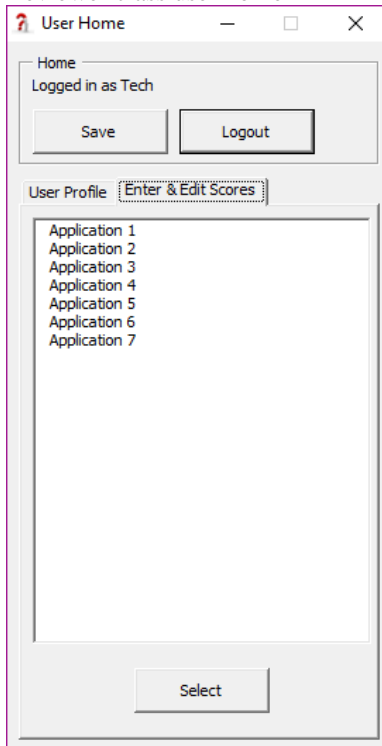 User Home
Home
Logged in as Tech
Save Logout
User Profile Enter & Edit Scores
Application 1
Application 2
Application 3
Application 4
Application 5
Application 6
Application 7
Select